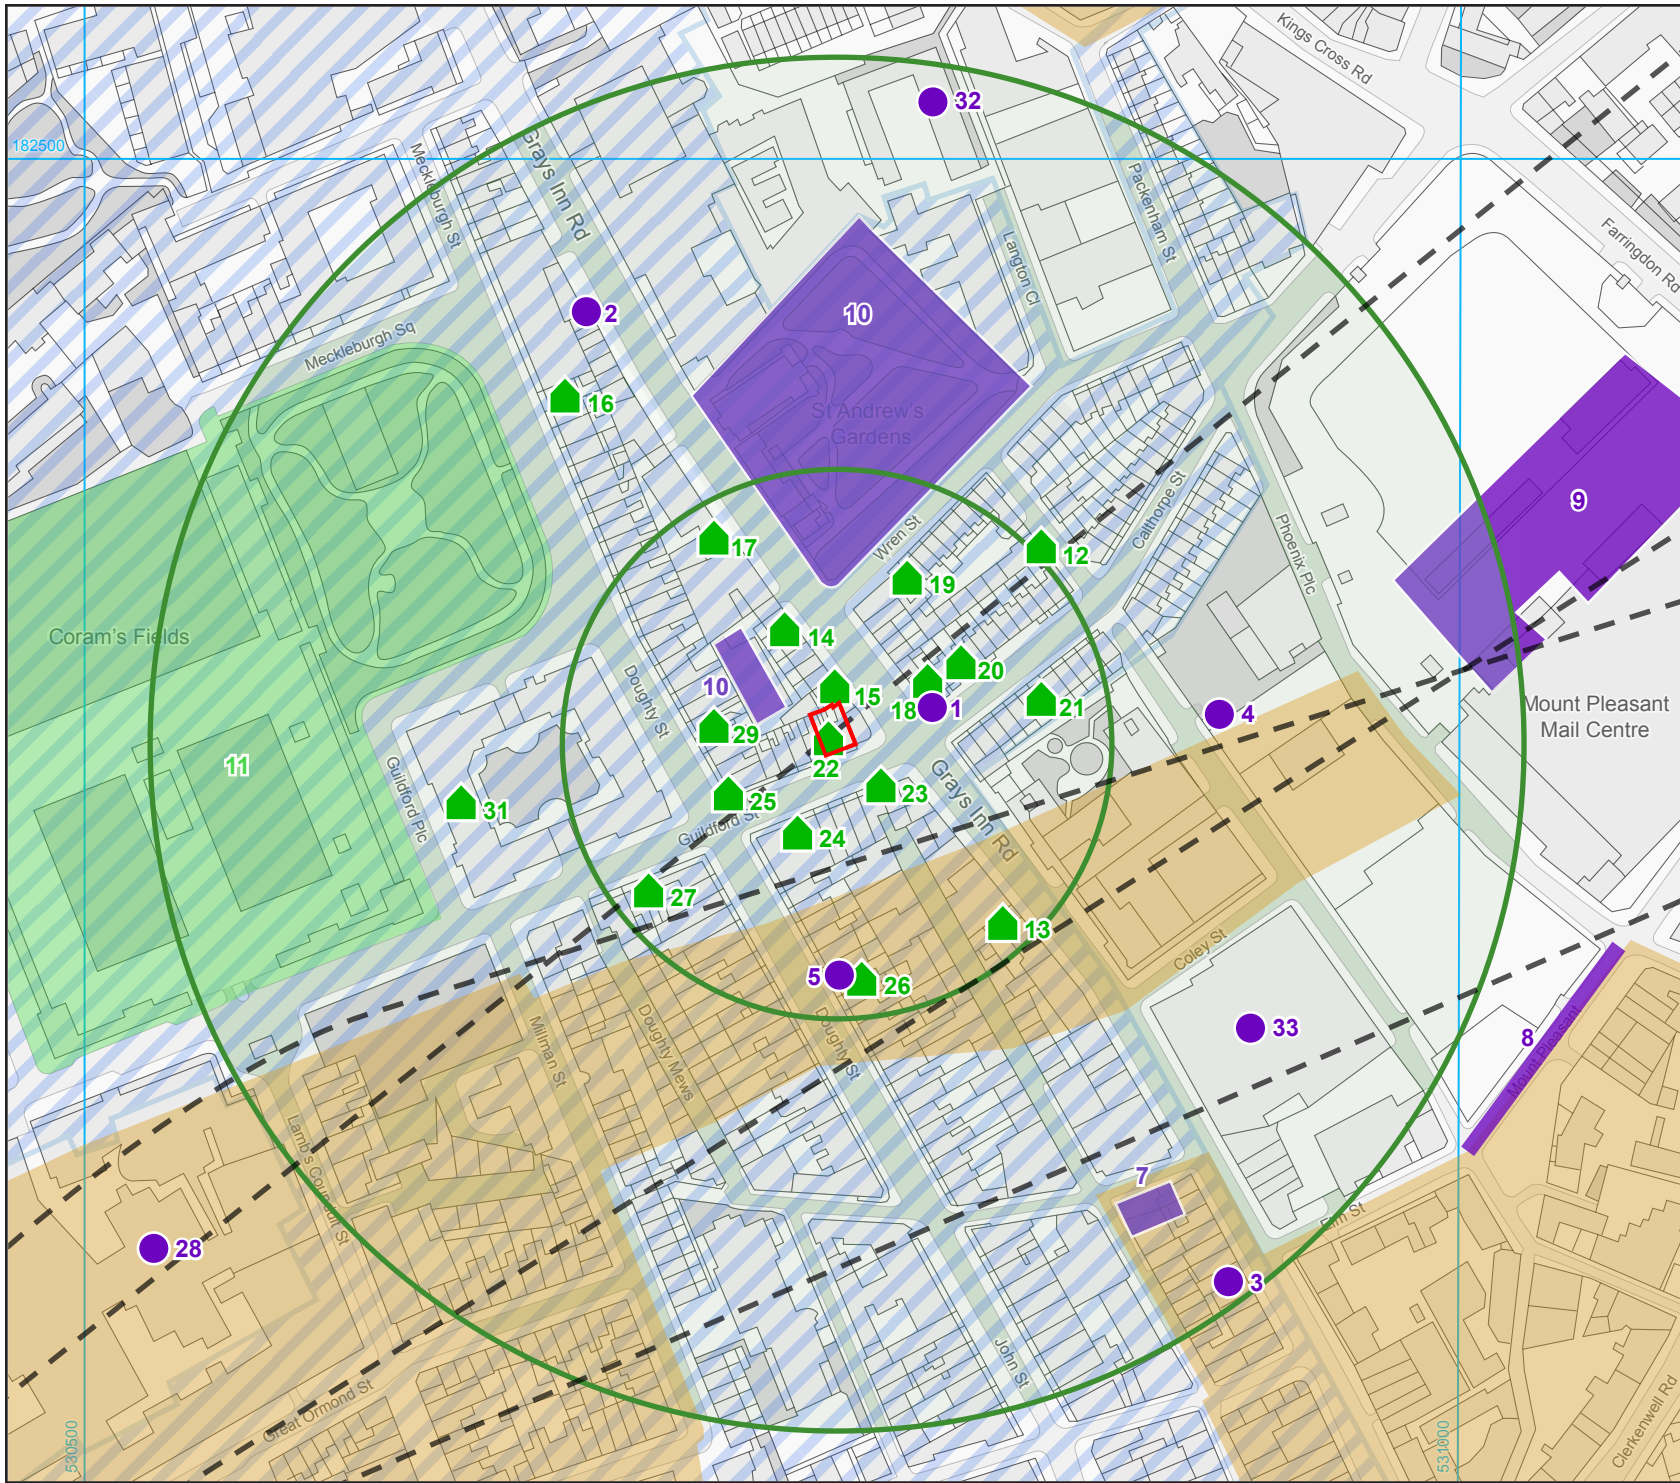 Kings Cross Rd
32
182500
Mecklenburgh St
Grays Inn Rd
Packenham St
Langton Cl
Farringdon Rd
2
10
Mecklenburgh Sq
16
St Andrew's
Gardens
Calthorpe St
9
Wren St
17
12
Phoenix Plc
19
Coram's Fields
14
20
10
15
Doughty St
18
1
21
4
Mount Pleasant
Mail Centre
29
22
11
Guildford Plc
31
25
23
Grays Inn Rd
Guildford St
24
27
13
Coley St
5
26
33
8
Mount Pleasant
Millman St
Doughty Mews
Doughty St
Lamb's Counduit St
7
Elm St
28
3
John St
Great Ormond St
Clerkenwell Rd
530500
531000